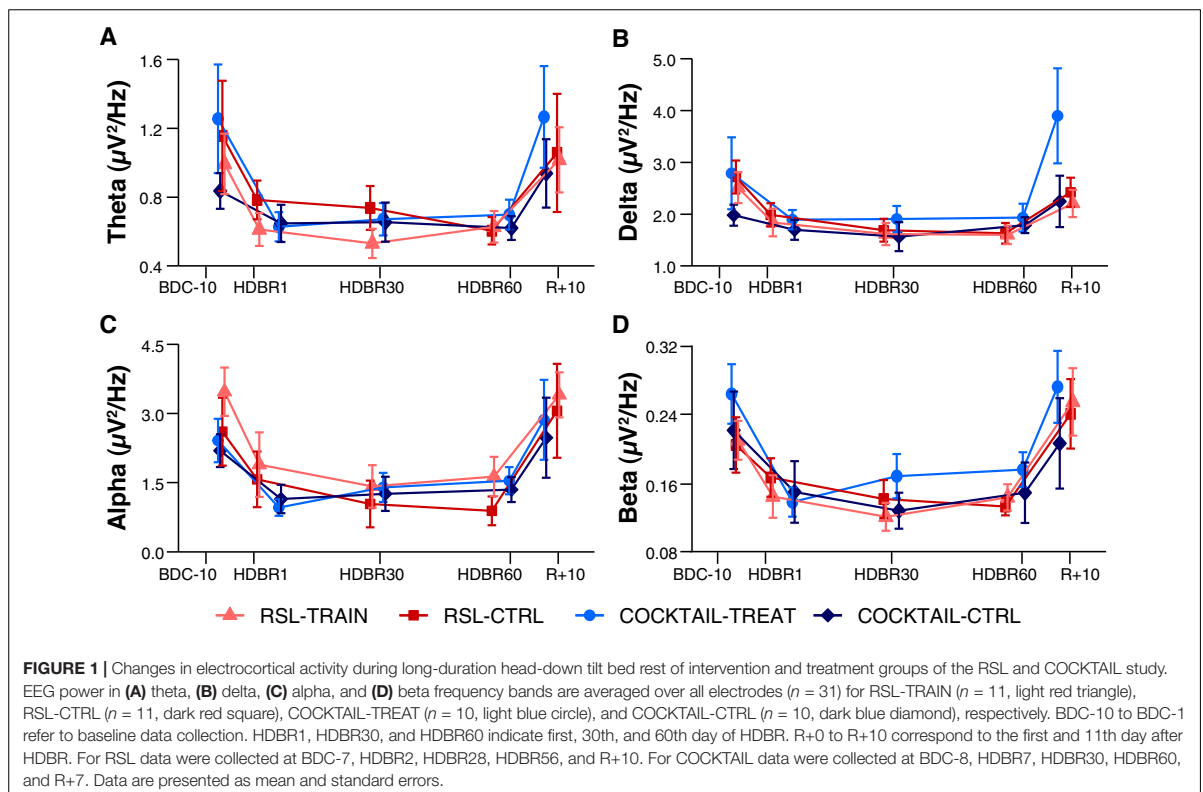 A
Theta (µV²/Hz)
1.6
1.2
0.8
0.4
BDC-10 HDBR1 HDBR30 HDBR60 R+10
B
Delta (µV²/Hz)
5.0
4.0
3.0
2.0
1.0
BDC-10 HDBR1 HDBR30 HDBR60 R+10
C
Alpha (µV²/Hz)
4.5
3.0
1.5
0.0
BDC-10 HDBR1 HDBR30 HDBR60 R+10
D
Beta (µV²/Hz)
0.32
0.24
0.16
0.08
BDC-10 HDBR1 HDBR30 HDBR60 R+10
RSL-TRAIN RSL-CTRL COCKTAIL-TREAT COCKTAIL-CTRL
FIGURE 1 | Changes in electrocortical activity during long-duration head-down tilt bed rest of intervention and treatment groups of the RSL and COCKTAIL study.
EEG power in (A) theta, (B) delta, (C) alpha, and (D) beta frequency bands are averaged over all electrodes (n = 31) for RSL-TRAIN (n = 11, light red triangle),
RSL-CTRL (n = 11, dark red square), COCKTAIL-TREAT (n = 10, light blue circle), and COCKTAIL-CTRL (n = 10, dark blue diamond), respectively. BDC-10 to BDC-1
refer to baseline data collection. HDBR1, HDBR30, and HDBR60 indicate first, 30th, and 60th day of HDBR. R+0 to R+10 correspond to the first and 11th day after
HDBR. For RSL data were collected at BDC-7, HDBR2, HDBR28, HDBR56, and R+10. For COCKTAIL data were collected at BDC-8, HDBR7, HDBR30, HDBR60,
and R+7. Data are presented as mean and standard errors.